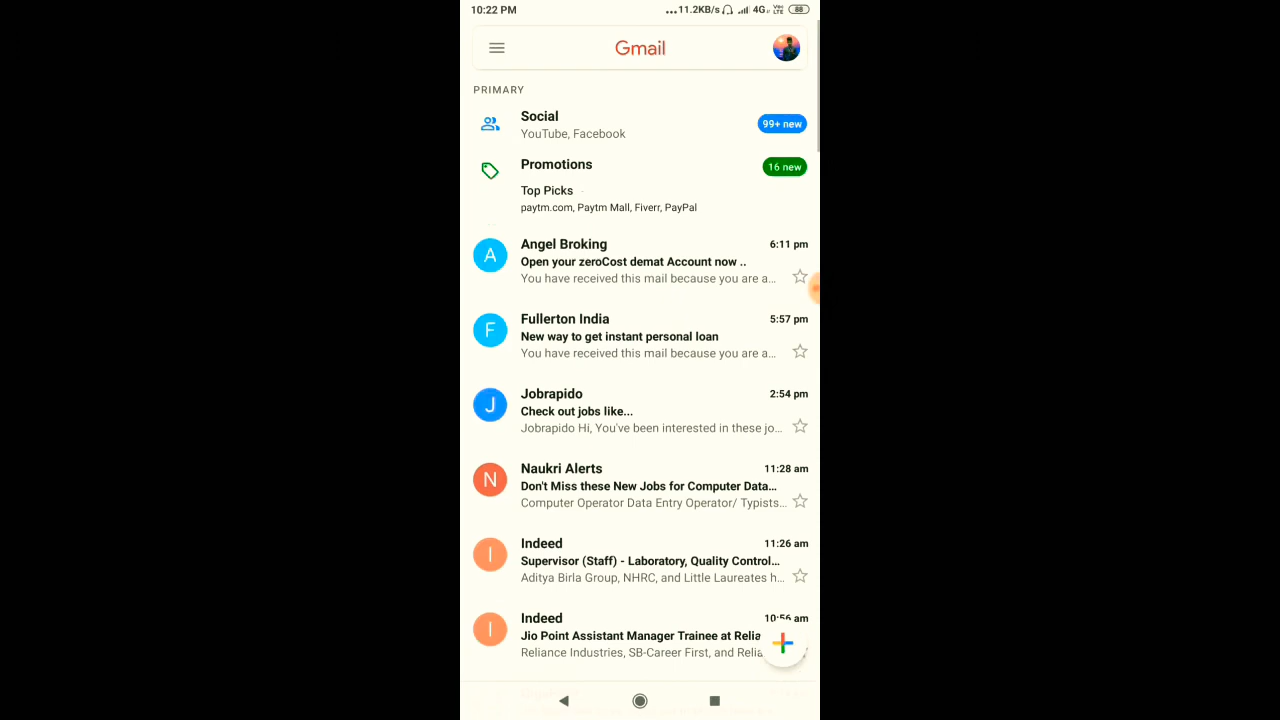 10:22 PM
...11.2KB/s 4G Vo LTE 88
Gmail
PRIMARY
Social
YouTube, Facebook
99+ new
Promotions
16 new
Top Picks
paytm.com, Paytm Mall, Fiverr, PayPal
A
Angel Broking
6:11 pm
Open your zeroCost demat Account now ..
You have received this mail because you are a...
F
Fullerton India
5:57 pm
New way to get instant personal loan
You have received this mail because you are a...
J
Jobrapido
2:54 pm
Check out jobs like...
Jobrapido Hi, You've been interested in these jo...
N
Naukri Alerts
11:28 am
Don't Miss these New Jobs for Computer Data...
Computer Operator Data Entry Operator/ Typists...
I
Indeed
11:26 am
Supervisor (Staff) - Laboratory, Quality Control...
Aditya Birla Group, NHRC, and Little Laureates h...
I
Indeed
10:56 am
Jio Point Assistant Manager Trainee at Relia
Reliance Industries, SB-Career First, and Relia